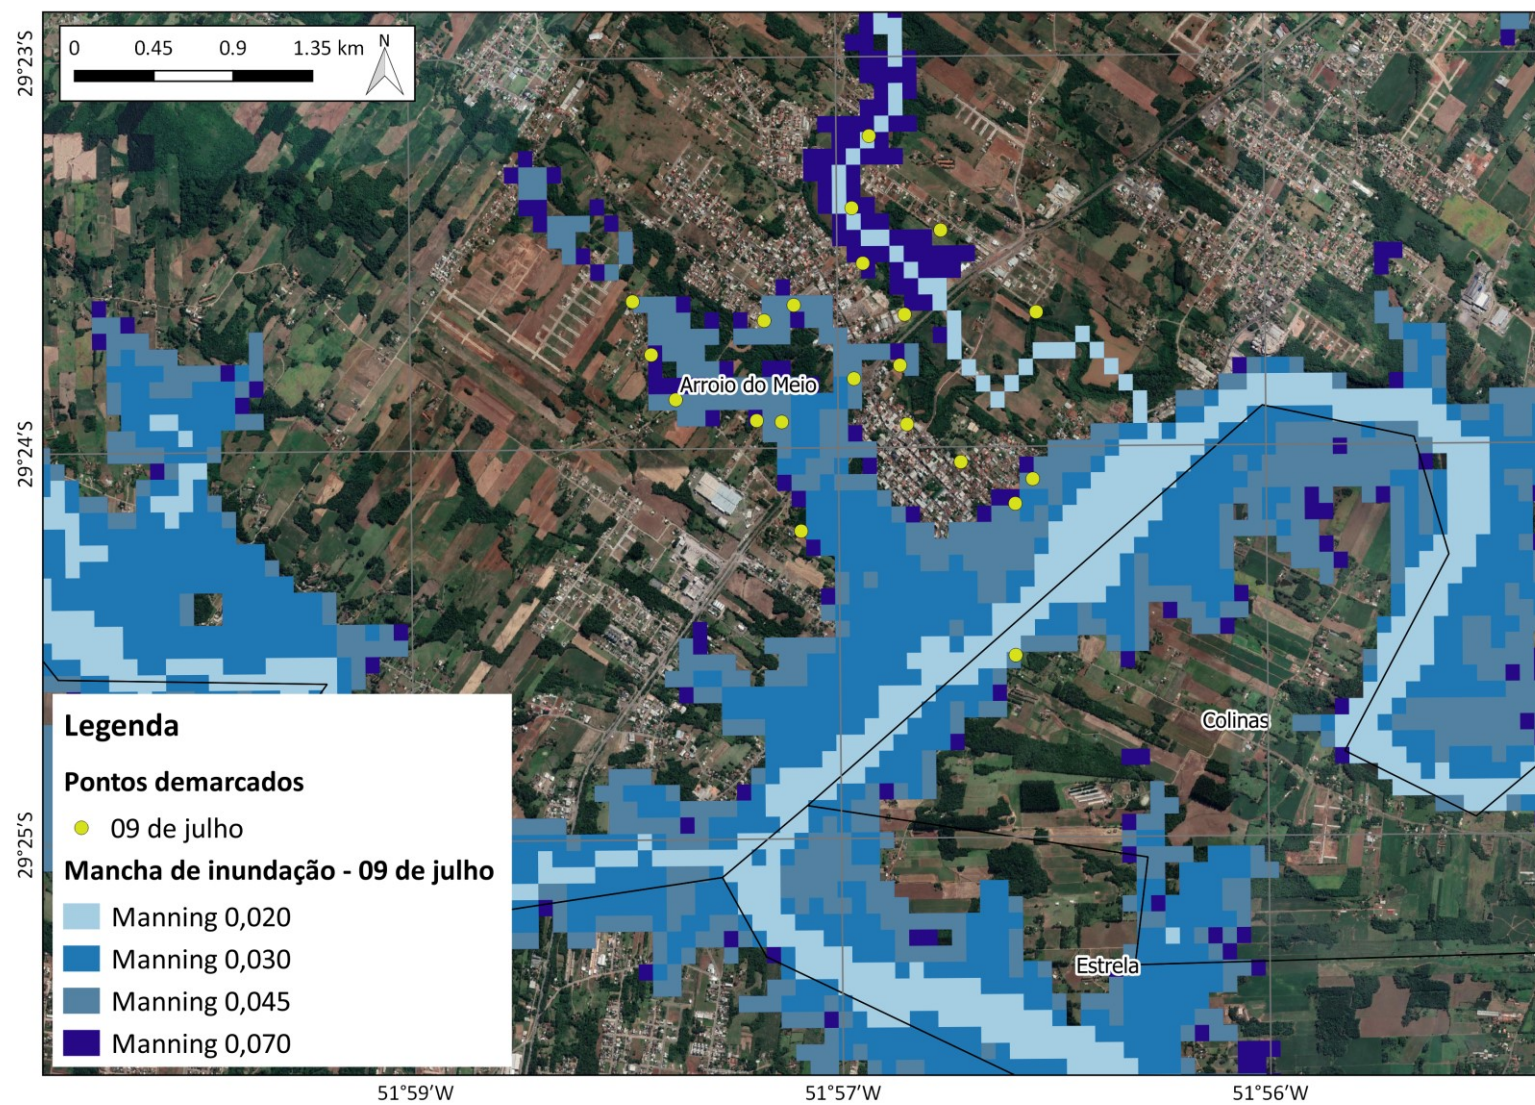 0 0.45 0.9 1.35 km
N
29°23'S
29°24'S
29°25'S
Arroio do Meio
Colinas
Estrela
Legenda
Pontos demarcados
09 de julho
Mancha de inundação - 09 de julho
Manning 0,020
Manning 0,030
Manning 0,045
Manning 0,070
51°59'W
51°57'W
51°56'W